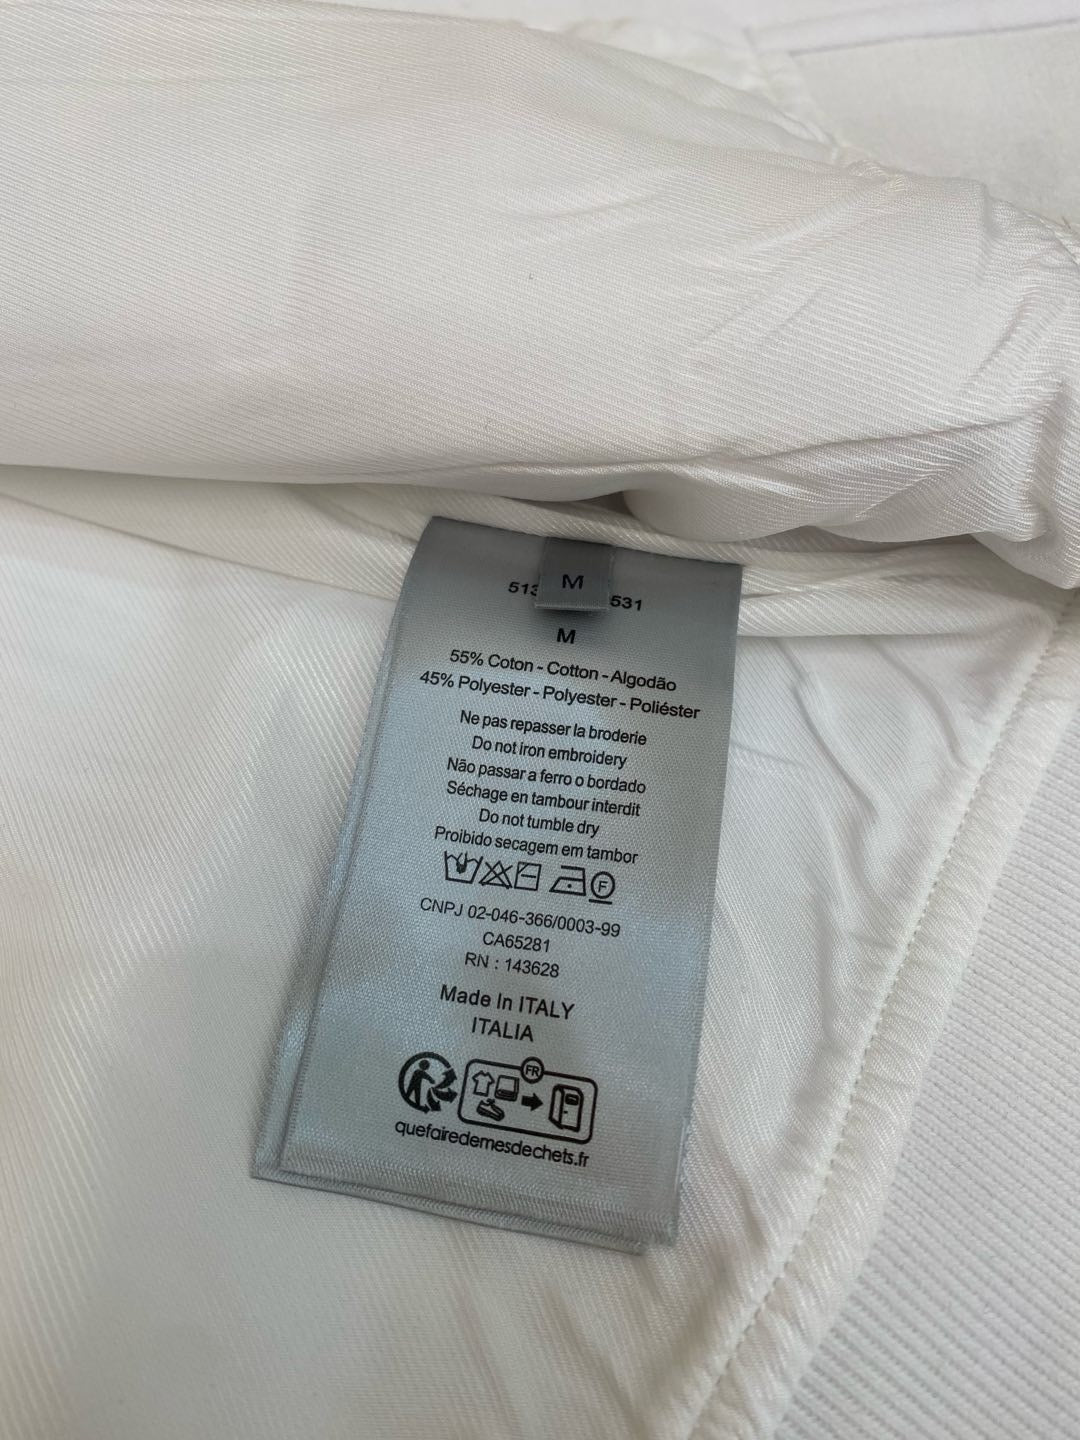 M
513 531
M
55% Coton - Cotton - Algodão
45% Polyester - Polyester - Poliéster
Ne pas repasser la broderie
Do not iron embroidery
Não passar a ferro o bordado
Séchage en tambour interdit
Do not tumble dry
Proibido secagem em tambor
F
CNPJ 02-046-366/0003-99
CA65281
RN : 143628
Made In ITALY
ITALIA
FR
quefairedemesdechets.fr